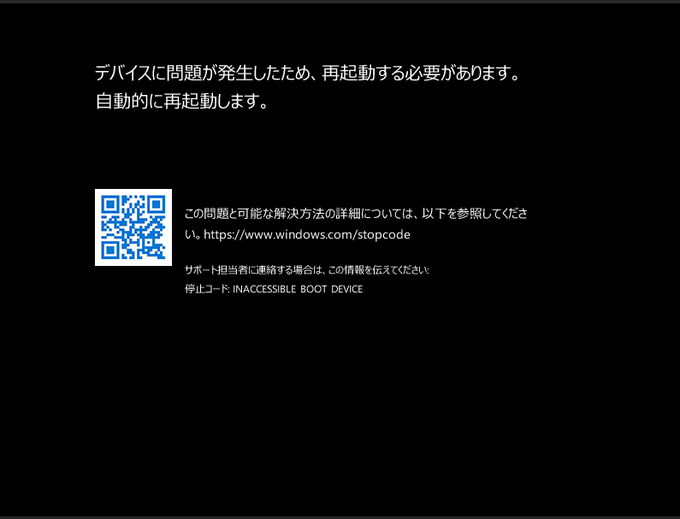 デバイスに問題が発生したため、再起動する必要があります。
自動的に再起動します。
この問題と可能な解決方法の詳細については、以下を参照してくださ
い。https://www.windows.com/stopcode
サポート担当者に連絡する場合は、この情報を伝えてください:
停止コード: INACCESSIBLE BOOT DEVICE